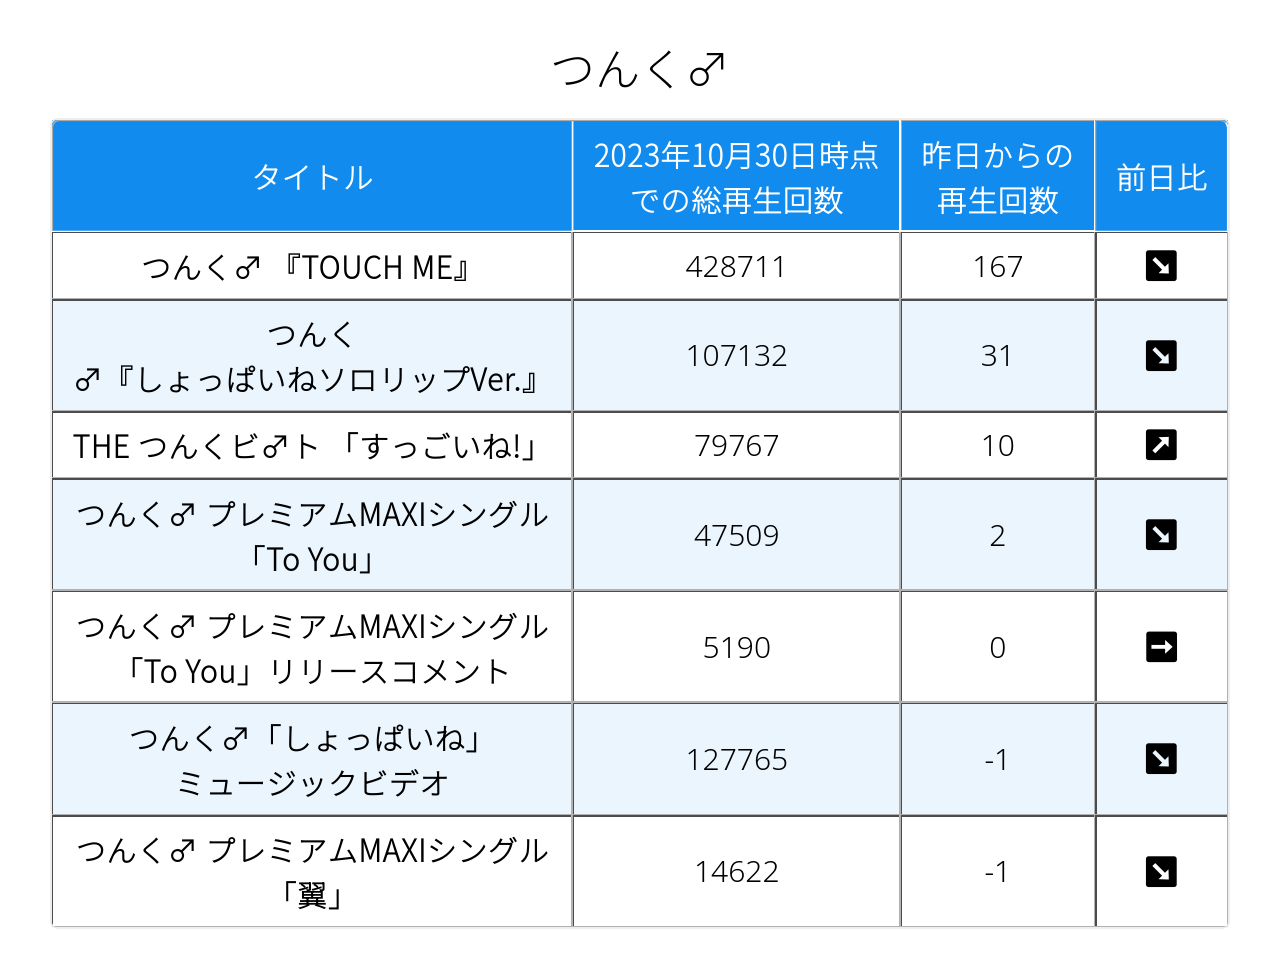 つんく♂
タイトル
2023年10月30日時点
での総再生回数
昨日からの
再生回数
前日比
つんく♂ 『TOUCH ME』
428711
167
↘
つんく
♂『しょっぱいねソロリップVer.』
107132
31
↘
THE つんくビ♂ト 「すっごいね!」
79767
10
↗
つんく♂ プレミアムMAXIシングル
「To You」
47509
2
↘
つんく♂ プレミアムMAXIシングル
「To You」リリースコメント
5190
0
➡
つんく♂「しょっぱいね」
ミュージックビデオ
127765
-1
↘
つんく♂ プレミアムMAXIシングル
「翼」
14622
-1
↘